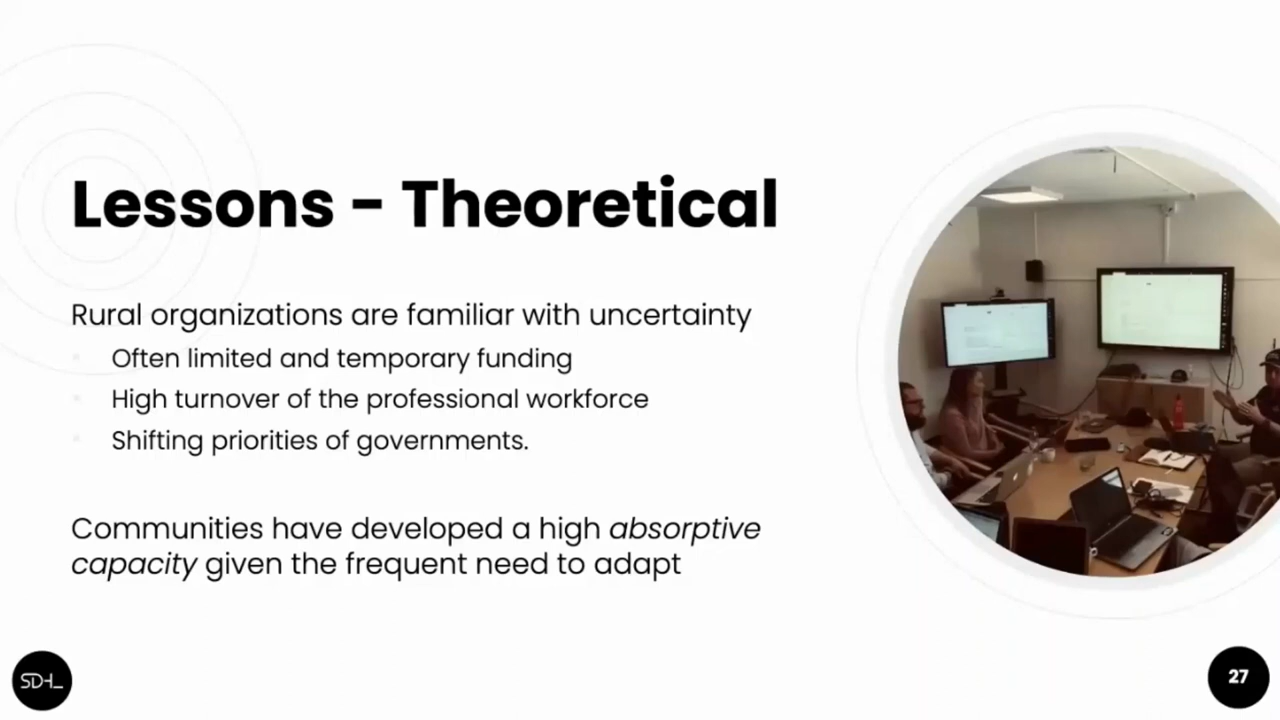 Lessons - Theoretical
Rural organizations are familiar with uncertainty
Often limited and temporary funding
High turnover of the professional workforce
Shifting priorities of governments.
Communities have developed a high absorptive
capacity given the frequent need to adapt
27